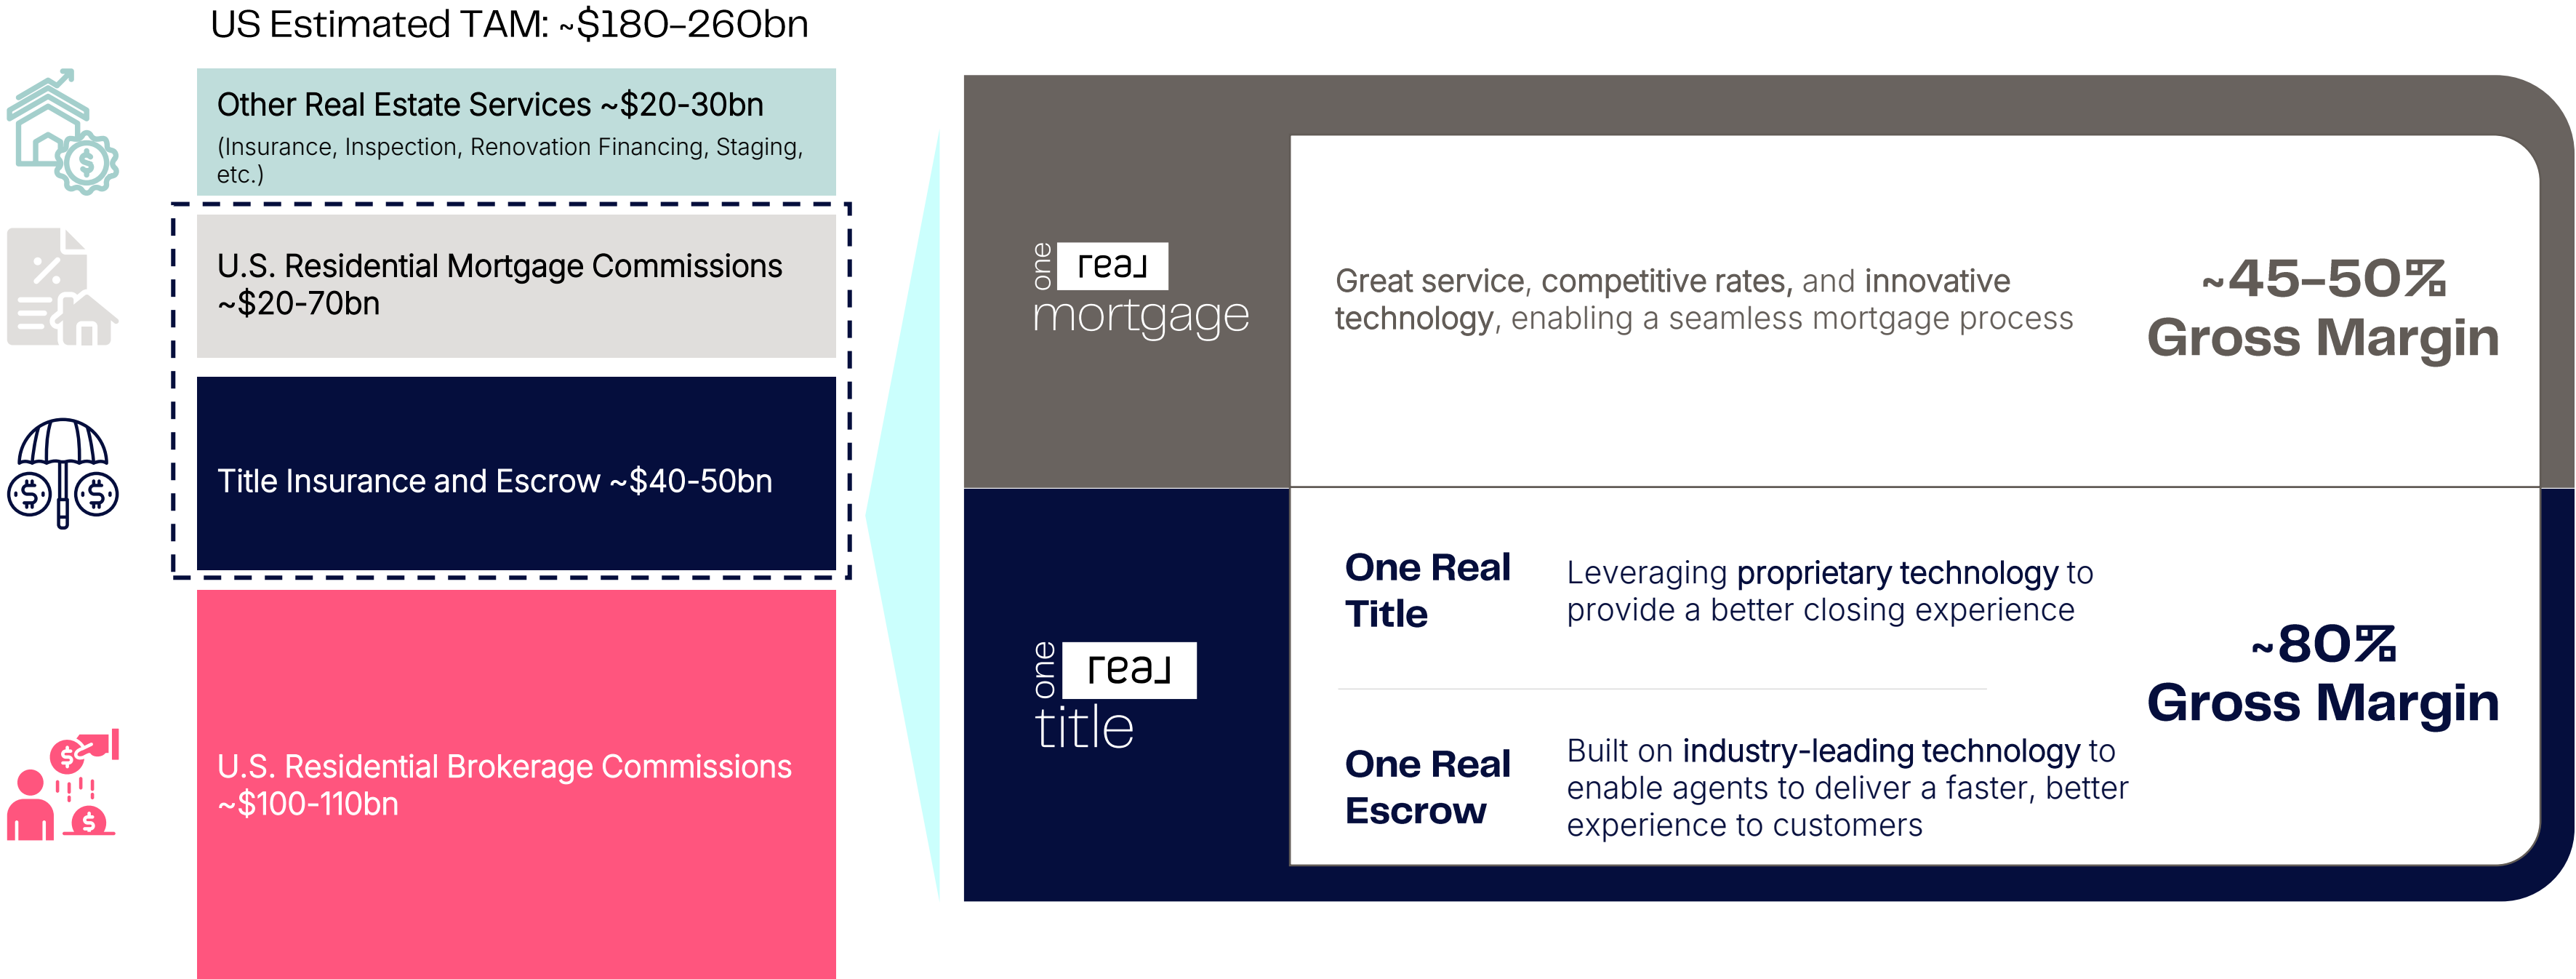 US Estimated TAM: ~$180–260bn
Other Real Estate Services ~$20-30bn
(Insurance, Inspection, Renovation Financing, Staging,
etc.)
U.S. Residential Mortgage Commissions
~$20-70bn
Title Insurance and Escrow ~$40-50bn
U.S. Residential Brokerage Commissions
~$100-110bn
one real
mortgage
Great service, competitive rates, and innovative
technology, enabling a seamless mortgage process
~45–50%
Gross Margin
one real
title
One Real
Title
Leveraging proprietary technology to
provide a better closing experience
One Real
Escrow
Built on industry-leading technology to
enable agents to deliver a faster, better
experience to customers
~80%
Gross Margin